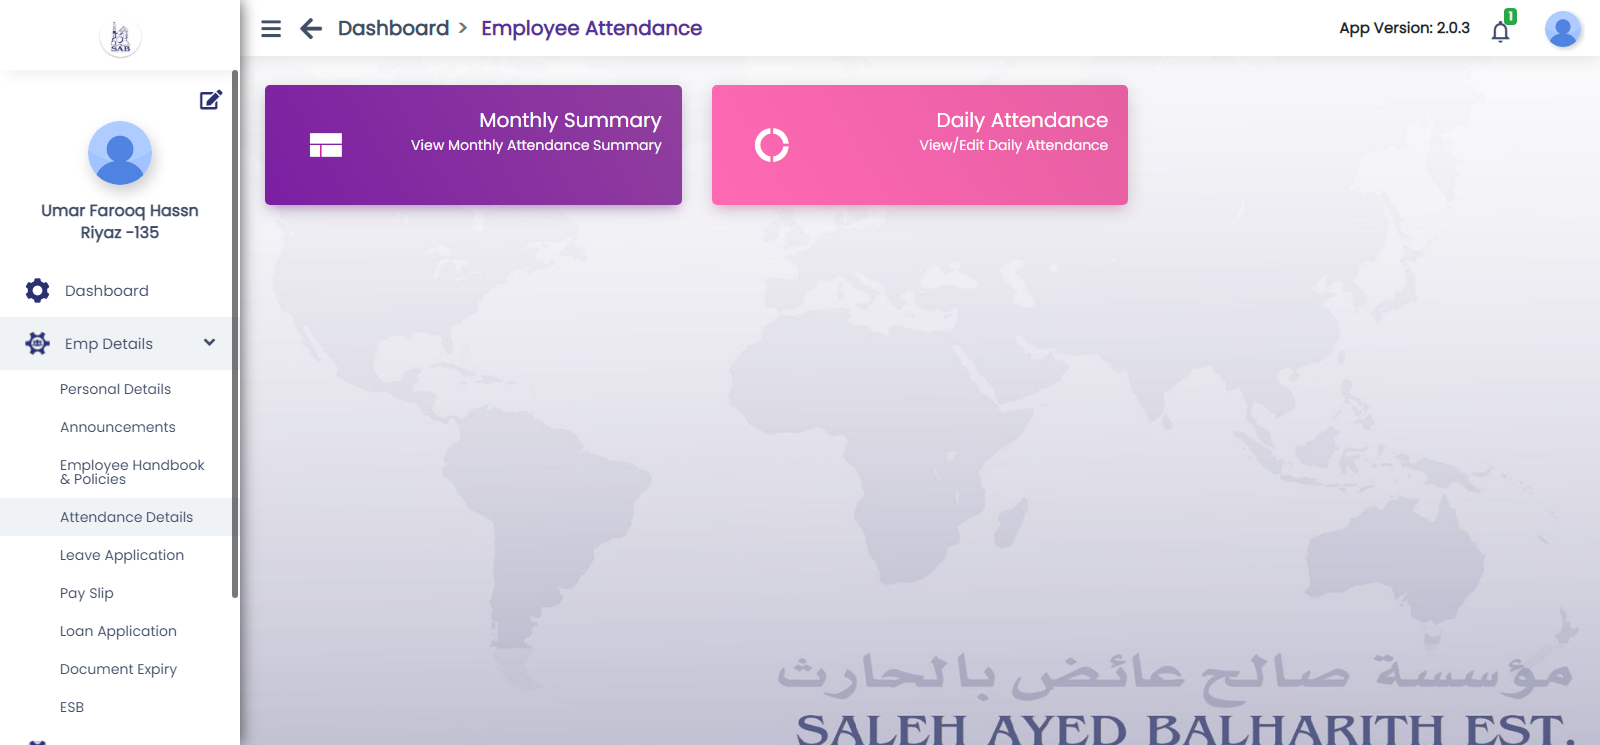 SAB
Dashboard > Employee Attendance
App Version: 2.0.3
1
Umar Farooq Hassn
Riyaz -135
Dashboard
Emp Details
Personal Details
Announcements
Employee Handbook
& Policies
Attendance Details
Leave Application
Pay Slip
Loan Application
Document Expiry
ESB
Monthly Summary
View Monthly Attendance Summary
Daily Attendance
View/Edit Daily Attendance
مؤسسة صالح عائض بالحارث
SALEH AYED BALHARITH EST.